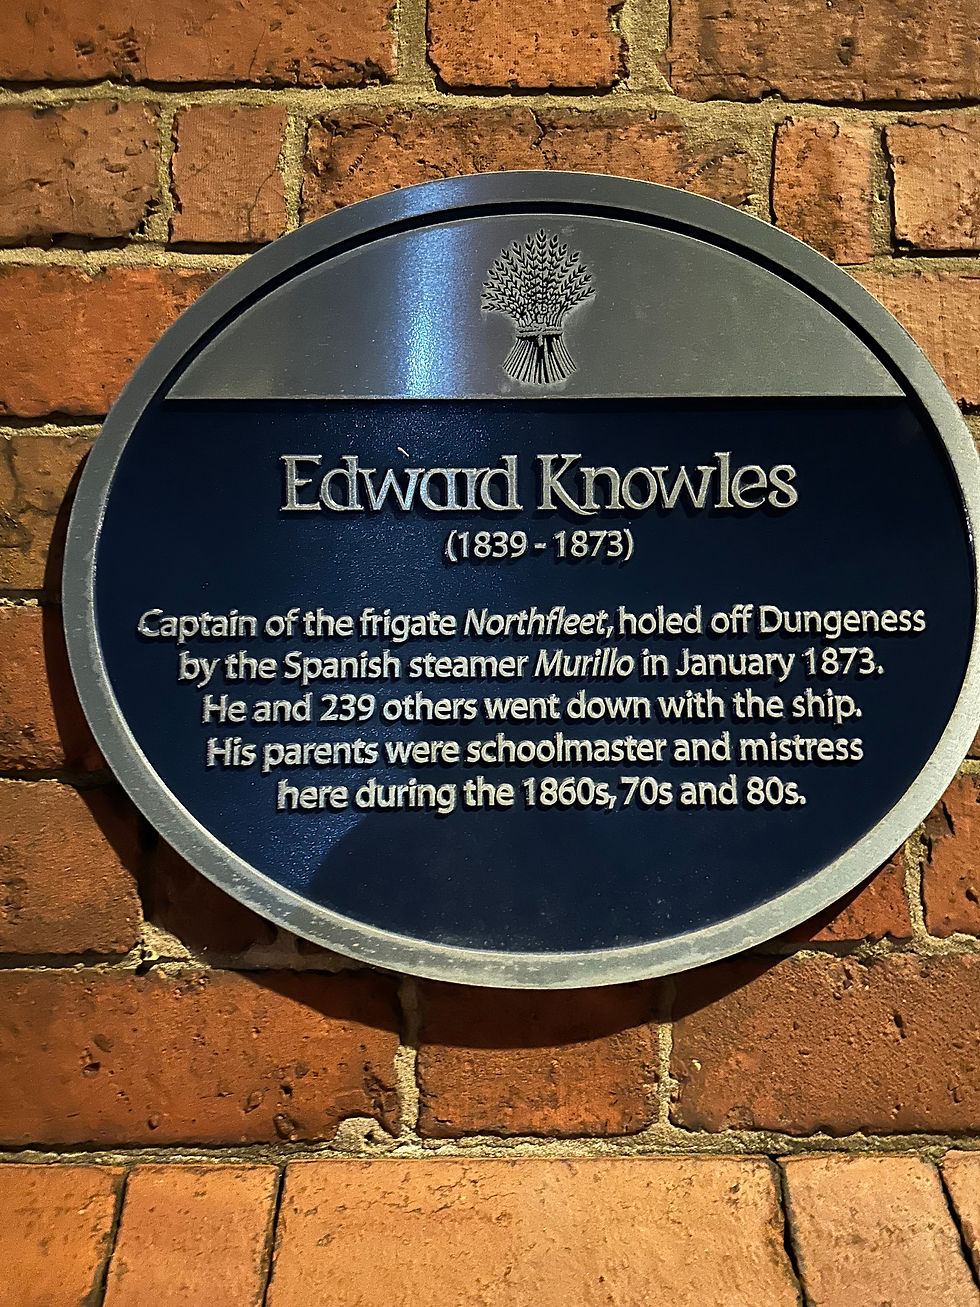 Edward Knowles
(1839 - 1873)
Captain of the frigate Northfleet, holed off Dungeness
by the Spanish steamer Murillo in January 1873.
He and 239 others went down with the ship.
His parents were schoolmaster and mistress
here during the 1860s, 70s and 80s.